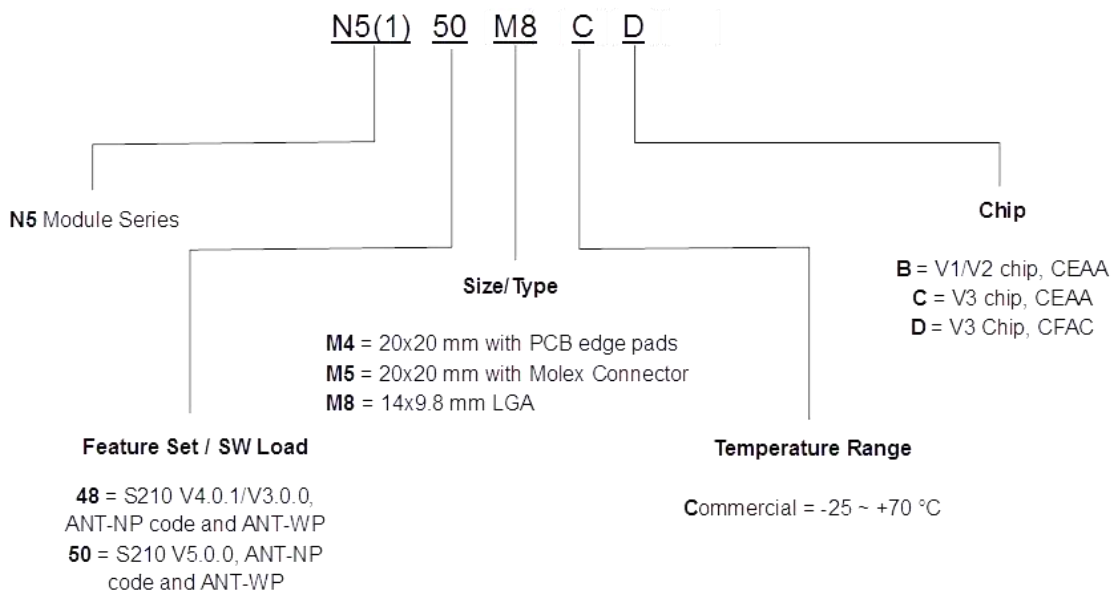 N5(1) 50 M8 C D
N5 Module Series
Chip
B = V1/V2 chip, CEAA
C = V3 chip, CEAA
D = V3 Chip, CFAC
Size/Type
M4 = 20x20 mm with PCB edge pads
M5 = 20x20 mm with Molex Connector
M8 = 14x9.8 mm LGA
Feature Set / SW Load
48 = S210 V4.0.1/V3.0.0,
ANT-NP code and ANT-WP
50 = S210 V5.0.0, ANT-NP
code and ANT-WP
Temperature Range
Commercial = -25 ~ +70 °C